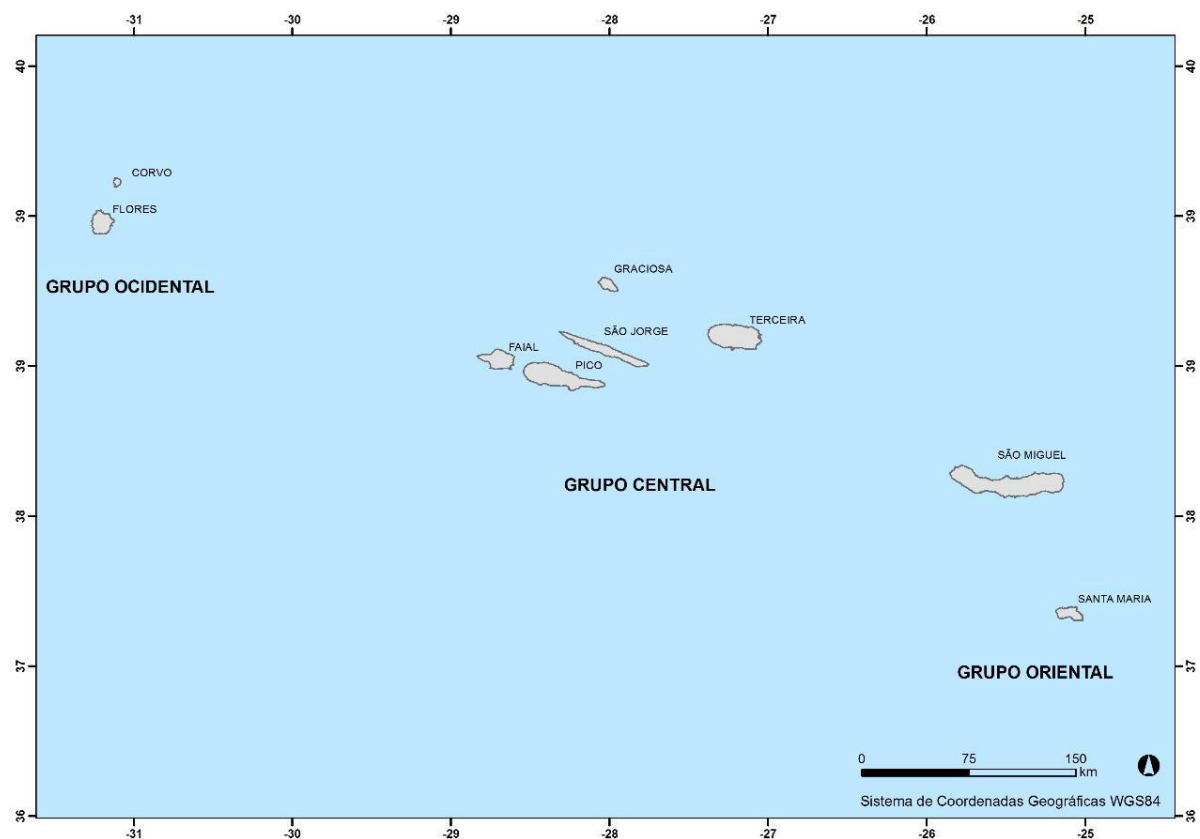 -31 -30 -29 -28 -27 -26 -25
40 40
CORVO
39 39
FLORES
GRACIOSA
GRUPO OCIDENTAL
TERCEIRA
SÃO JORGE
FAIAL
PICO
39 39
SÃO MIGUEL
GRUPO CENTRAL
38 38
SANTA MARIA
37 37
GRUPO ORIENTAL
0 75 150
km
Sistema de Coordenadas Geográficas WGS84
36 36
-31 -30 -29 -28 -27 -26 -25